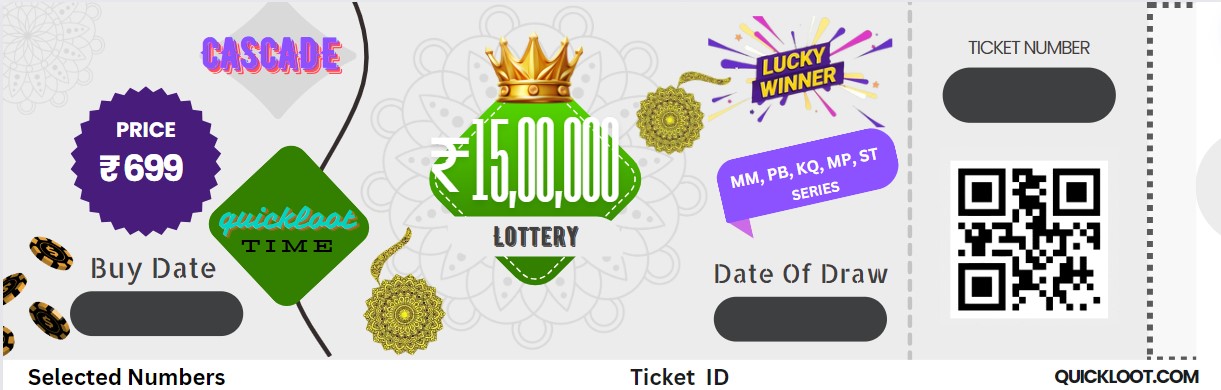 CASCADE
PRICE
₹699
quickloot
TIME
Buy Date
₹15,00,000
LOTTERY
LUCKY
WINNER
MM, PB, KQ, MP, ST
SERIES
Date Of Draw
TICKET NUMBER
Selected Numbers
Ticket ID
QUICKLOOT.COM